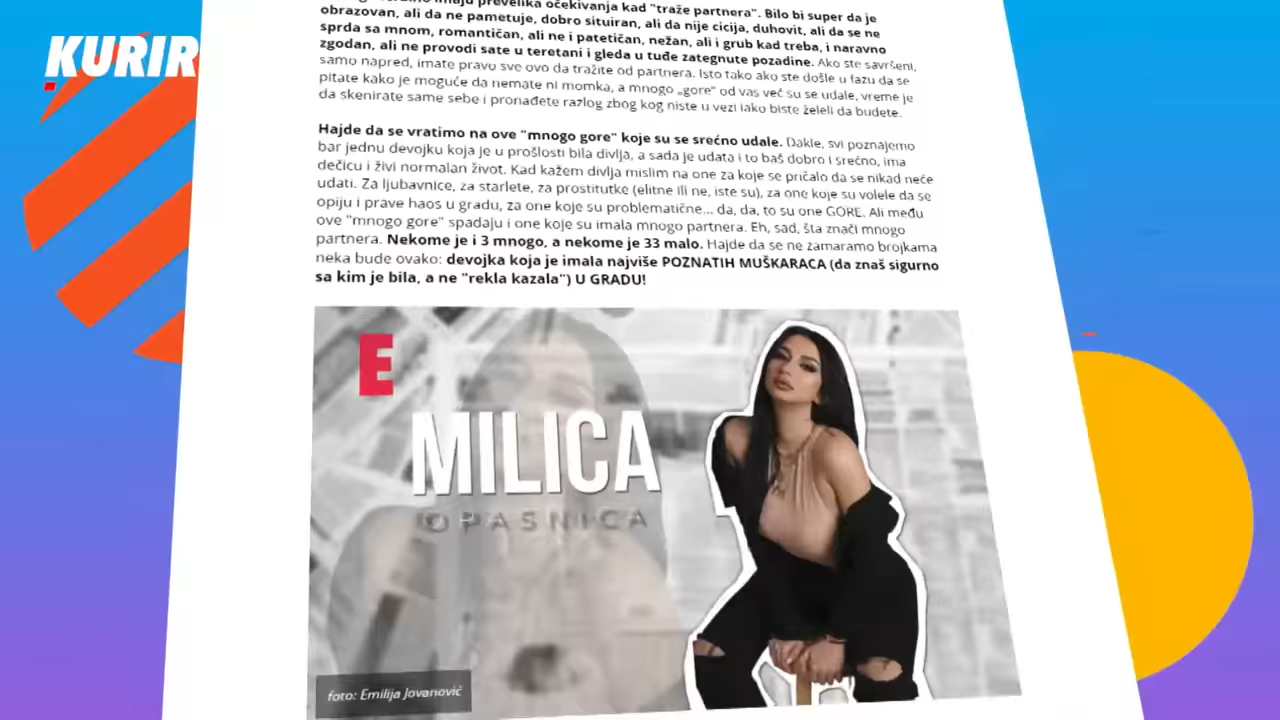 KURIR
imaju prevelika očekivanja kad "traže partnera". Bilo bi super da je
obrazovan, ali da ne pametuje, dobro situiran, ali da nije cicija, duhovit, ali da se ne
sprda sa mnom, romantičan, ali ne i patetičan, nežan, ali i grub kad treba, i naravno
zgodan, ali ne provodi sate u teretani i gleda u tuđe zategnute pozadine. Ako ste savršeni,
samo napred, imate pravo sve ovo da tražite od partnera. Isto tako ako ste došle u fazu da se
pitate kako je moguće da nemate ni momka, a mnogo „gore" od vas već su se udale, vreme je
da skenirate same sebe i pronađete razlog zbog kog niste u vezi iako biste želeli da budete.
Hajde da se vratimo na ove "mnogo gore" koje su se srećno udale. Dakle, svi poznajemo
bar jednu devojku koja je u prošlosti bila divlja, a sada je udata i to baš dobro i srećno, ima
dečicu i živi normalan život. Kad kažem divlja mislim na one za koje se pričalo da se nikad neće
udati. Za ljubavnice, za starlete, za prostitutke (elitne ili ne, iste su), za one koje su volele da se
opiju i prave haos u gradu, za one koje su problematične... da, da, to su one GORE. Ali među
ove "mnogo gore" spadaju i one koje su imala mnogo partnera. Eh, sad, šta znači mnogo
partnera. Nekome je i 3 mnogo, a nekome je 33 malo. Hajde da se ne zamaramo brojkama
neka bude ovako: devojka koja je imala najviše POZNATIH MUŠKARACA (da znaš sigurno
sa kim je bila, a ne "rekla kazala") U GRADU!
E
MILICA
OPASNICA
foto: Emilija Jovanović